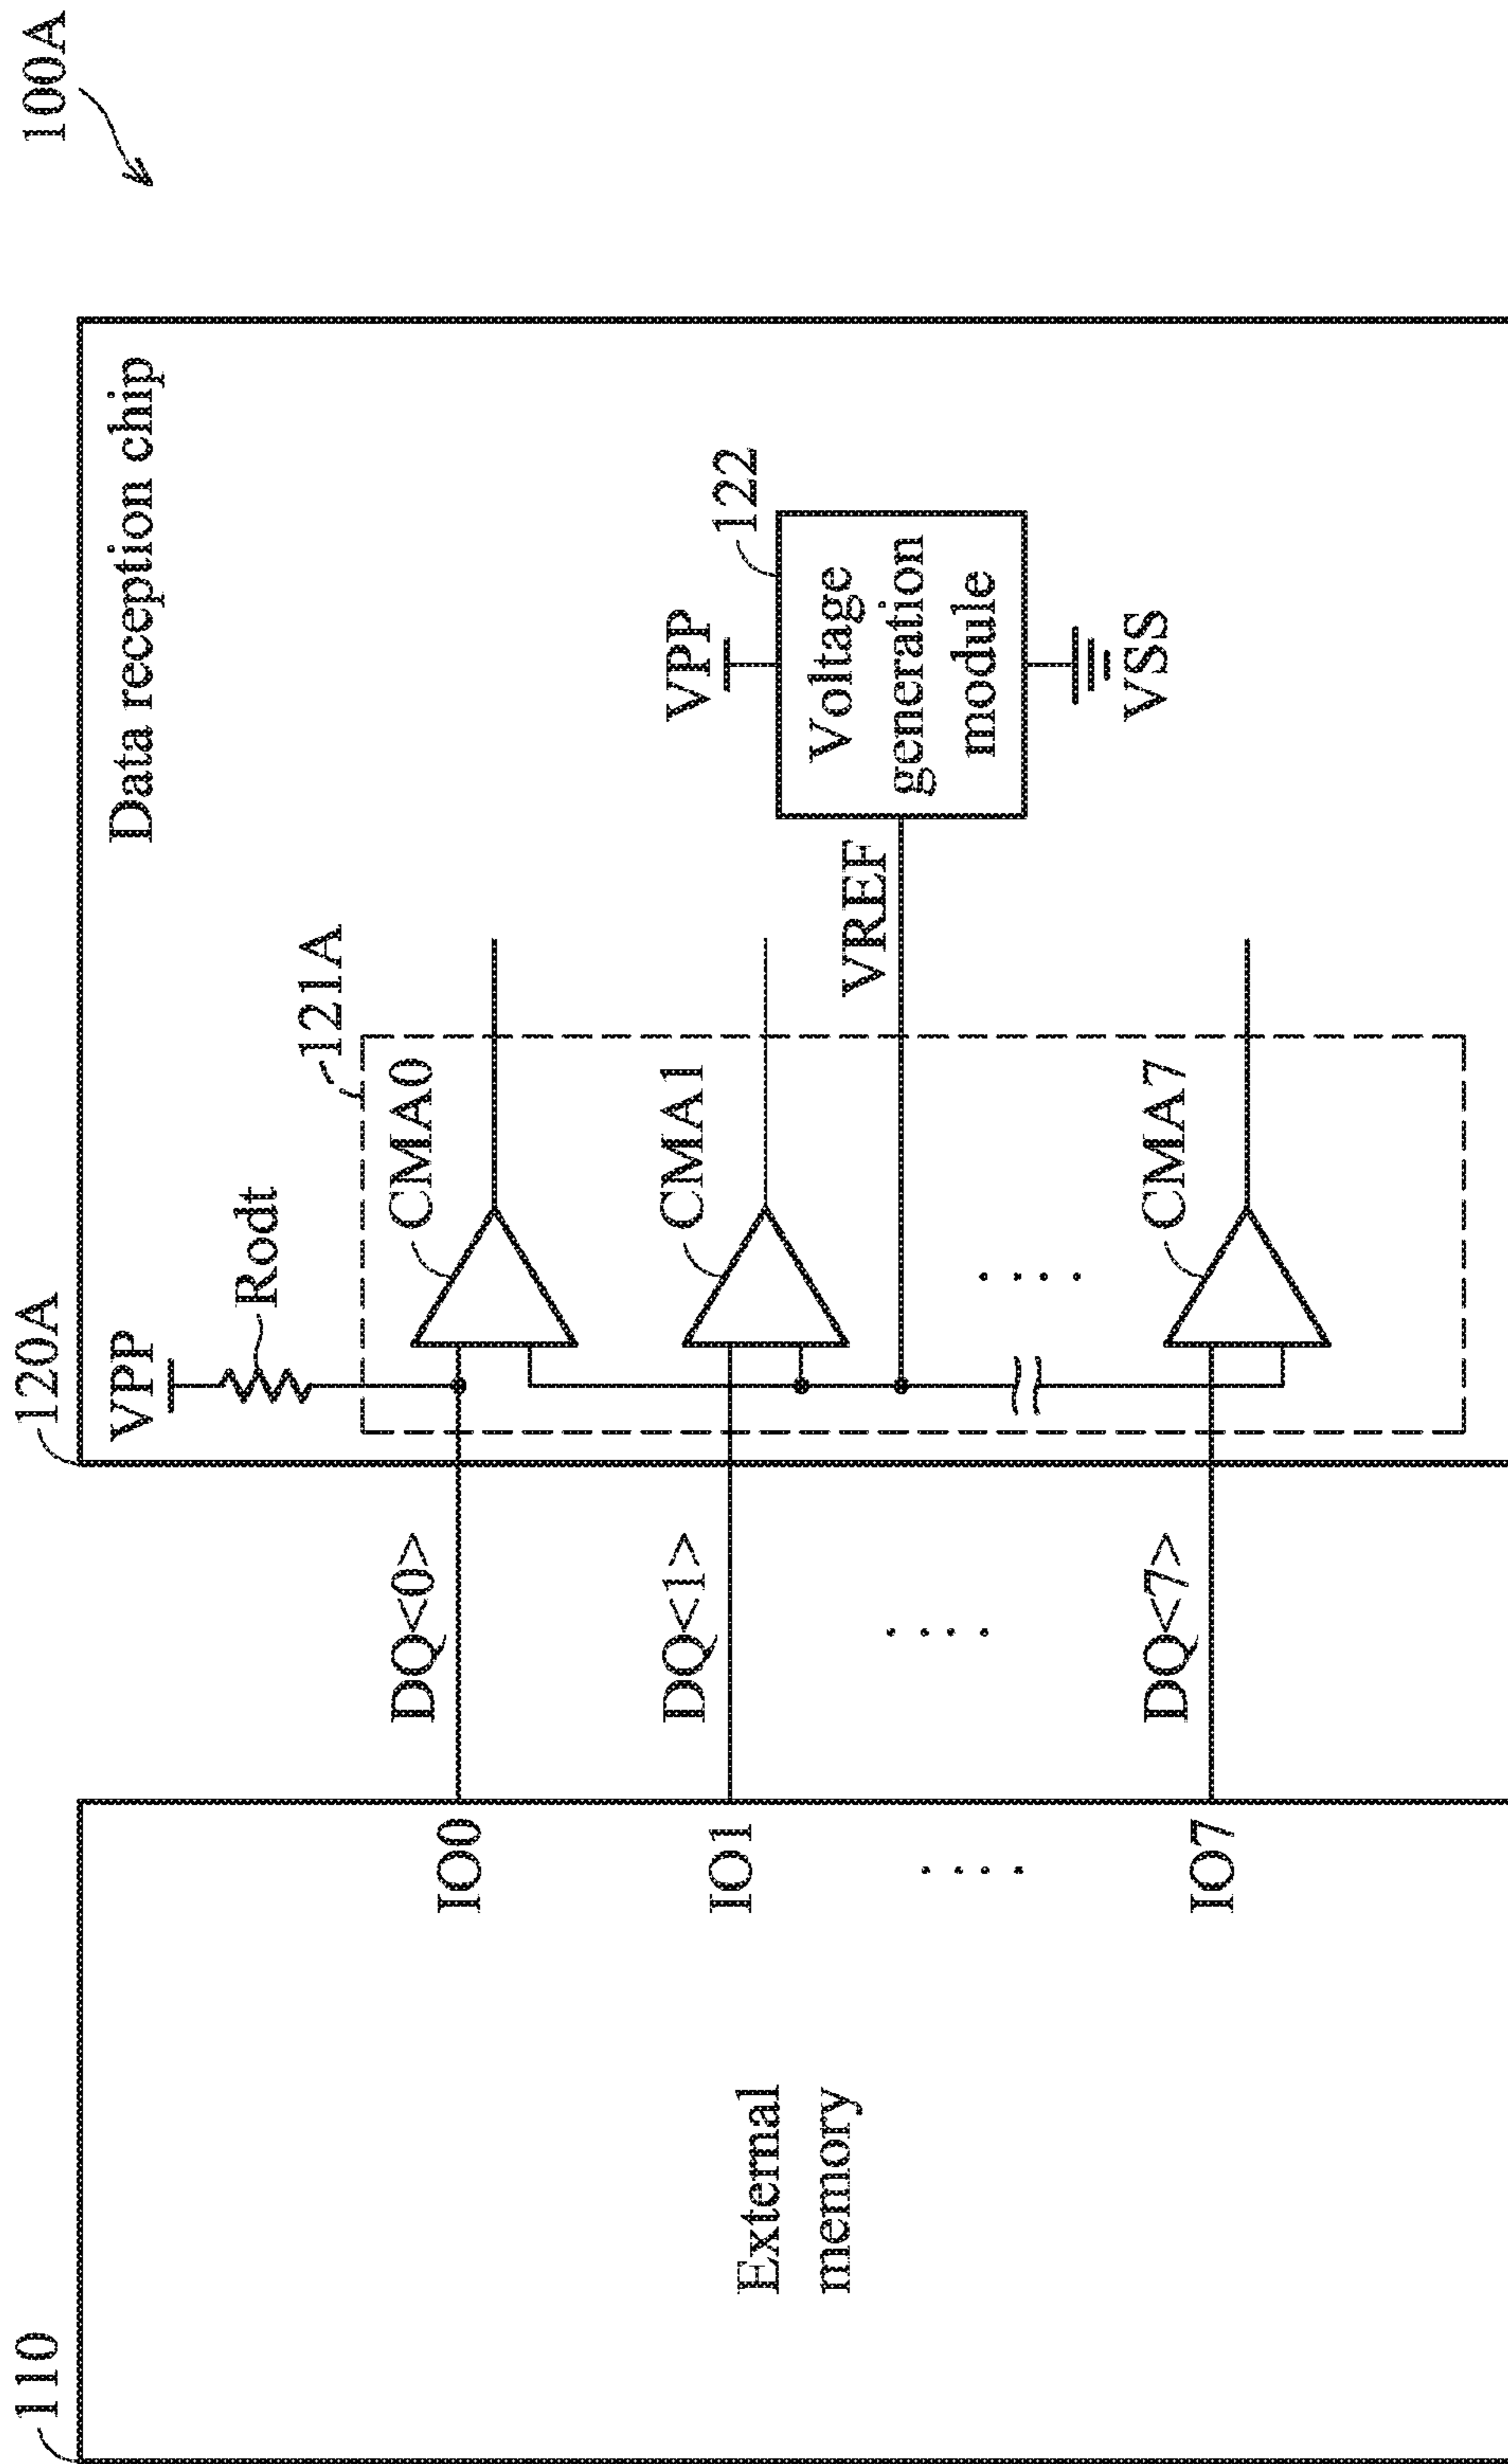 100A
110
120A
External
memory
IO0
IO1
. . . .
IO7
DQ<0>
DQ<1>
. . . .
DQ<7>
Data reception chip
VPP
Rodt
121A
CMA0
CMA1
. . . .
CMA7
VREF
VPP
122
Voltage
generation
module
VSS